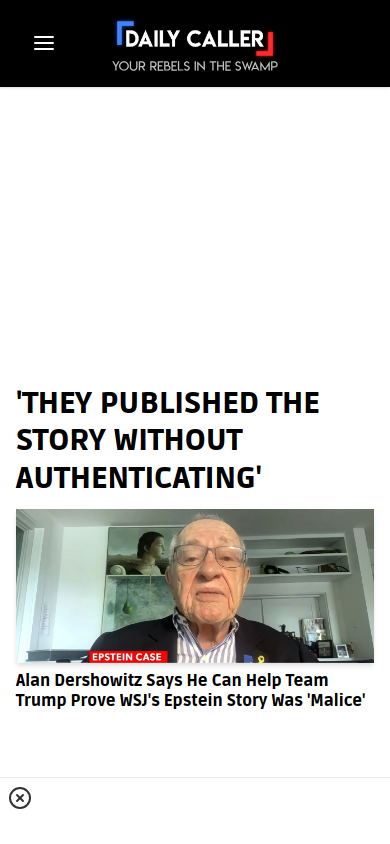 DAILY CALLER
YOUR REBELS IN THE SWAMP
'THEY PUBLISHED THE
STORY WITHOUT
AUTHENTICATING'
EPSTEIN CASE
Alan Dershowitz Says He Can Help Team
Trump Prove WSJ's Epstein Story Was 'Malice'